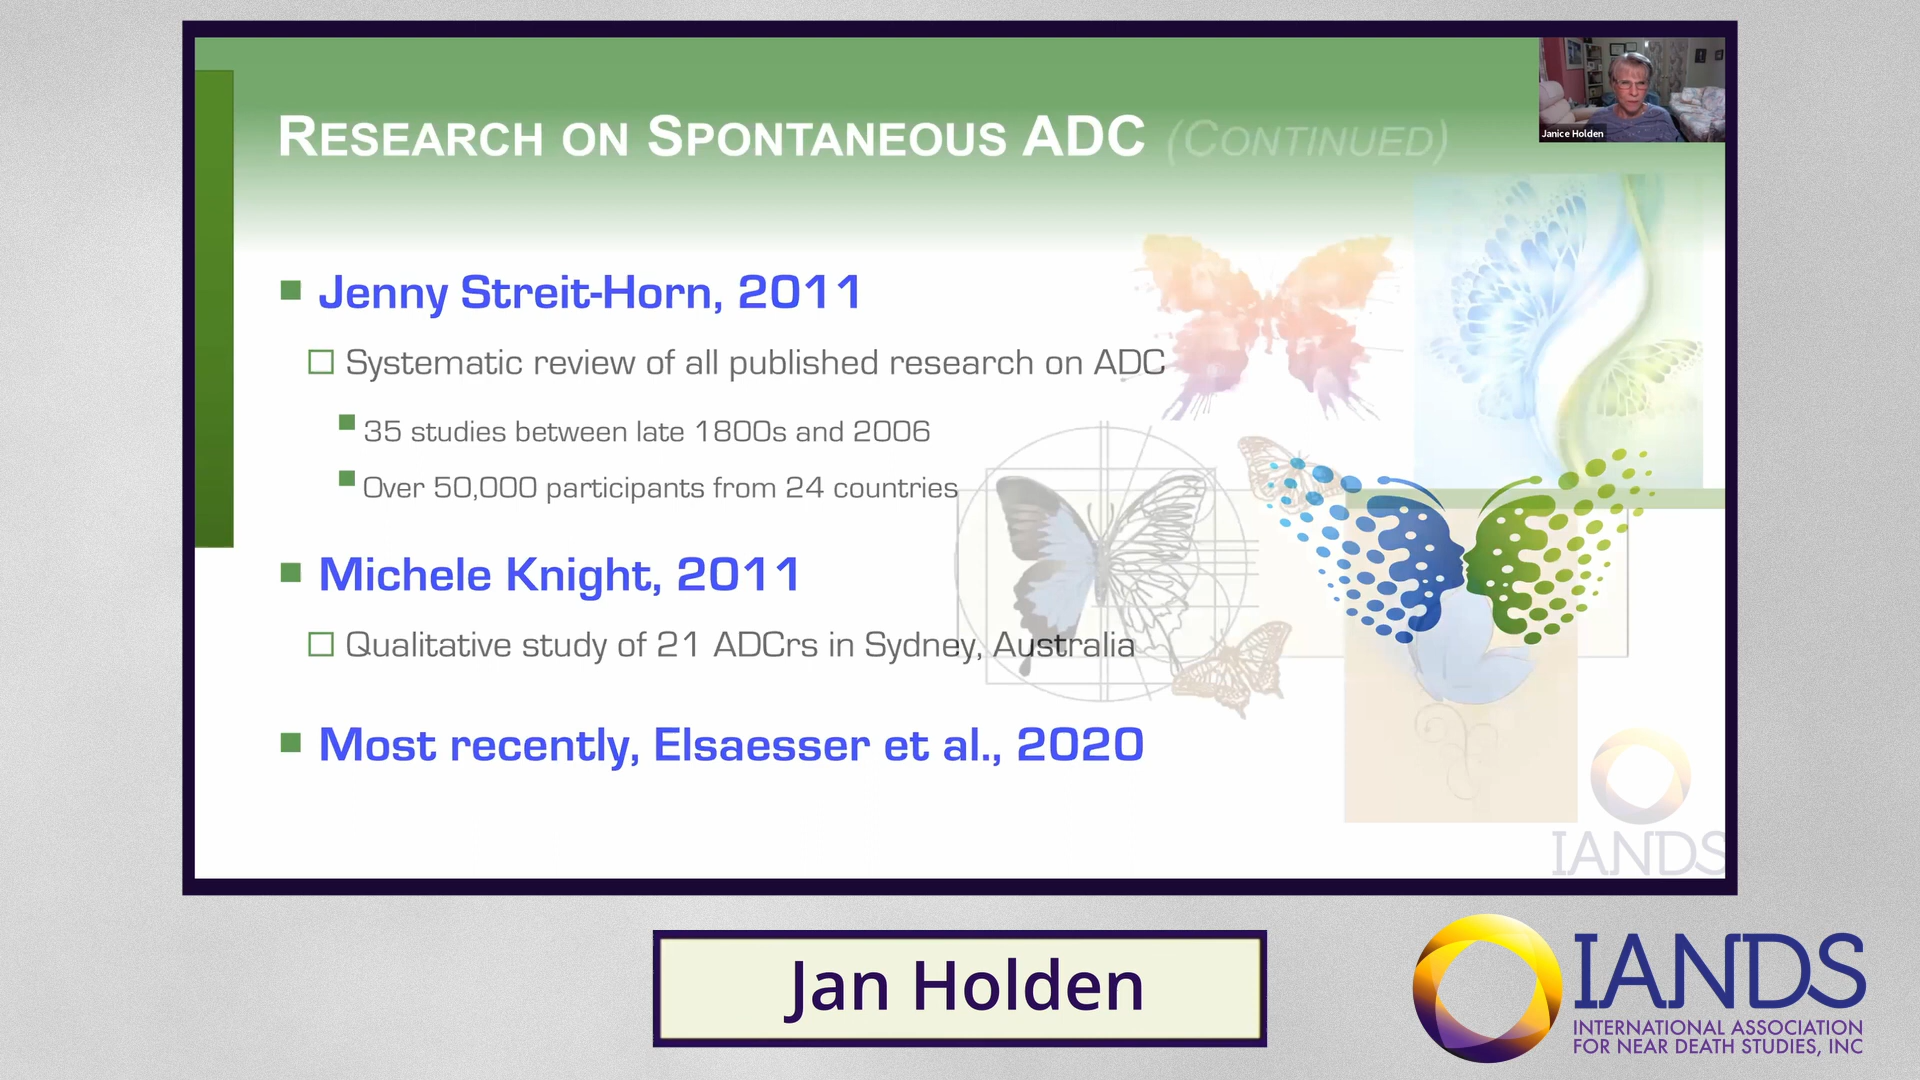 RESEARCH ON SPONTANEOUS ADC (CONTINUED)
Janice Holden
Jenny Streit-Horn, 2011
Systematic review of all published research on ADC
35 studies between late 1800s and 2006
Over 50,000 participants from 24 countries
Michele Knight, 2011
Qualitative study of 21 ADCrs in Sydney, Australia
Most recently, Elsaesser et al., 2020
IANDS
Jan Holden
IANDS
INTERNATIONAL ASSOCIATION
FOR NEAR DEATH STUDIES, INC